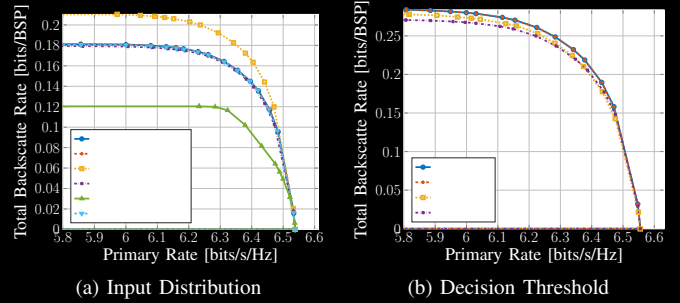 Total Backscatte Rate [bits/BSP]
0.2
0.18
0.16
0.14
0.12
0.1
0.08
0.06
0.04
0.02
0
5.8 5.9 6 6.1 6.2 6.3 6.4 6.5 6.6
Primary Rate [bits/s/Hz]
(a) Input Distribution
Total Backscatte Rate [bits/BSP]
0.25
0.2
0.15
0.1
0.05
0
5.8 5.9 6 6.1 6.2 6.3 6.4 6.5 6.6
Primary Rate [bits/s/Hz]
(b) Decision Threshold